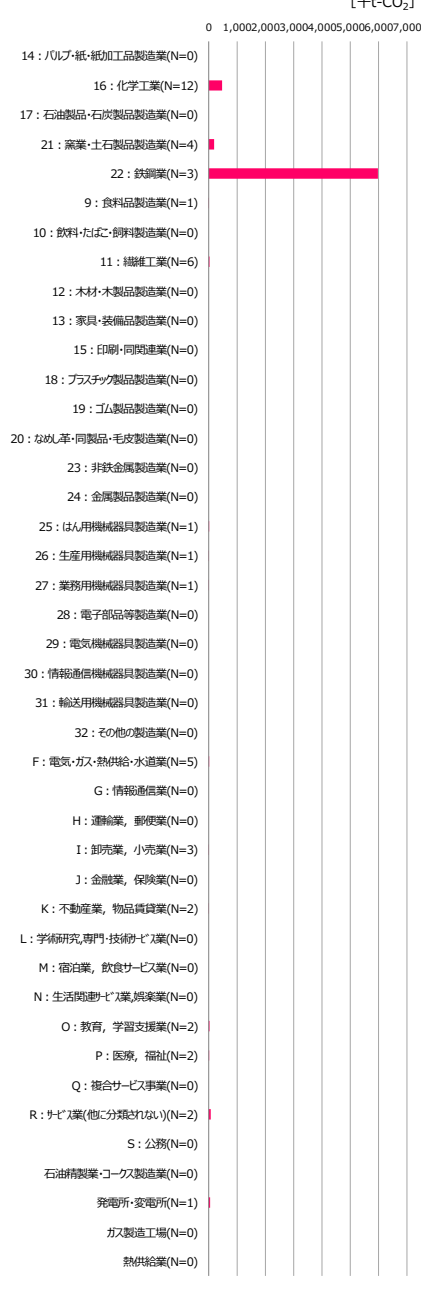 [千t-CO2]
0 1,000 2,000 3,000 4,000 5,000 6,000 7,000
14：パルプ・紙・紙加工品製造業(N=0)
16：化学工業(N=12)
17：石油製品・石炭製品製造業(N=0)
21：窯業・土石製品製造業(N=4)
22：鉄鋼業(N=3)
9：食料品製造業(N=1)
10：飲料・たばこ・飼料製造業(N=0)
11：繊維工業(N=6)
12：木材・木製品製造業(N=0)
13：家具・装備品製造業(N=0)
15：印刷・同関連業(N=0)
18：プラスチック製品製造業(N=0)
19：ゴム製品製造業(N=0)
20：なめし革・同製品・毛皮製造業(N=0)
23：非鉄金属製造業(N=0)
24：金属製品製造業(N=0)
25：はん用機械器具製造業(N=1)
26：生産用機械器具製造業(N=1)
27：業務用機械器具製造業(N=1)
28：電子部品等製造業(N=0)
29：電気機械器具製造業(N=0)
30：情報通信機械器具製造業(N=0)
31：輸送用機械器具製造業(N=0)
32：その他の製造業(N=0)
F：電気・ガス・熱供給・水道業(N=5)
G：情報通信業(N=0)
H：運輸業，郵便業(N=0)
I：卸売業，小売業(N=3)
J：金融業，保険業(N=0)
K：不動産業，物品賃貸業(N=2)
L：学術研究,専門・技術ｻｰﾋﾞｽ業(N=0)
M：宿泊業，飲食サービス業(N=0)
N：生活関連ｻｰﾋﾞｽ業,娯楽業(N=0)
O：教育，学習支援業(N=2)
P：医療，福祉(N=2)
Q：複合サービス事業(N=0)
R：ｻｰﾋﾞｽ業(他に分類されない)(N=2)
S：公務(N=0)
石油精製業・コークス製造業(N=0)
発電所・変電所(N=1)
ガス製造工場(N=0)
熱供給業(N=0)